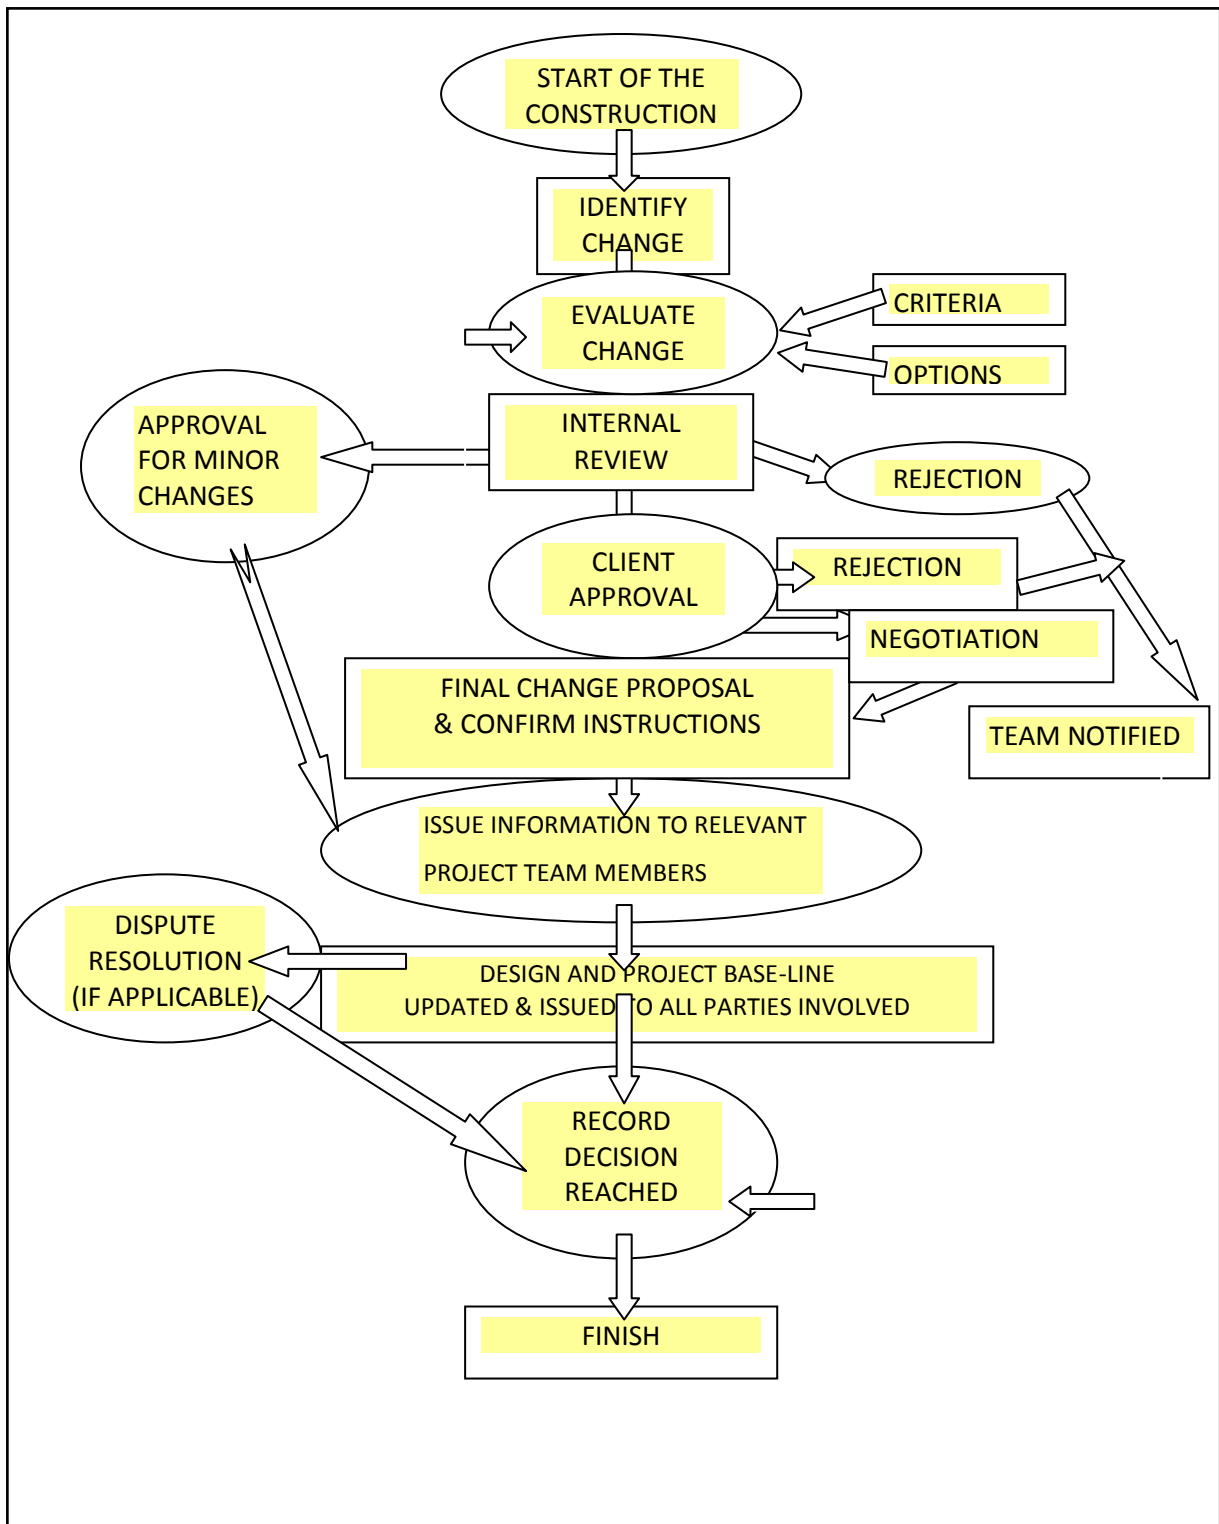 START OF THE
CONSTRUCTION
IDENTIFY
CHANGE
EVALUATE
CHANGE
CRITERIA
OPTIONS
APPROVAL
FOR MINOR
CHANGES
INTERNAL
REVIEW
REJECTION
CLIENT
APPROVAL
REJECTION
NEGOTIATION
FINAL CHANGE PROPOSAL
& CONFIRM INSTRUCTIONS
TEAM NOTIFIED
ISSUE INFORMATION TO RELEVANT
PROJECT TEAM MEMBERS
DISPUTE
RESOLUTION
(IF APPLICABLE)
DESIGN AND PROJECT BASE-LINE
UPDATED & ISSUED TO ALL PARTIES INVOLVED
RECORD
DECISION
REACHED
FINISH